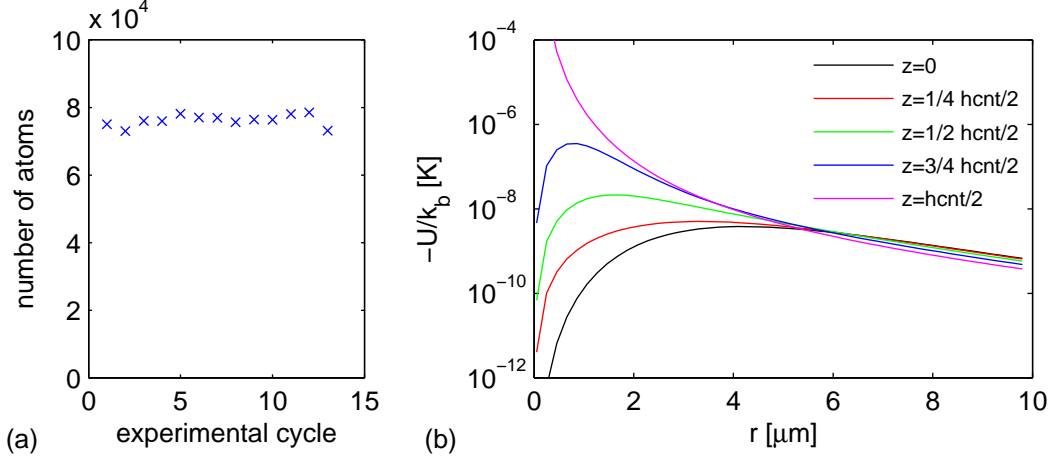 x 10^4
10
8
6
4
2
0
0 5 10 15
number of atoms
experimental cycle
(a)
10^−4
10^−6
10^−8
10^−10
10^−12
0 2 4 6 8 10
−U/k_b [K]
r [μm]
z=0
z=1/4 hcnt/2
z=1/2 hcnt/2
z=3/4 hcnt/2
z=hcnt/2
(b)